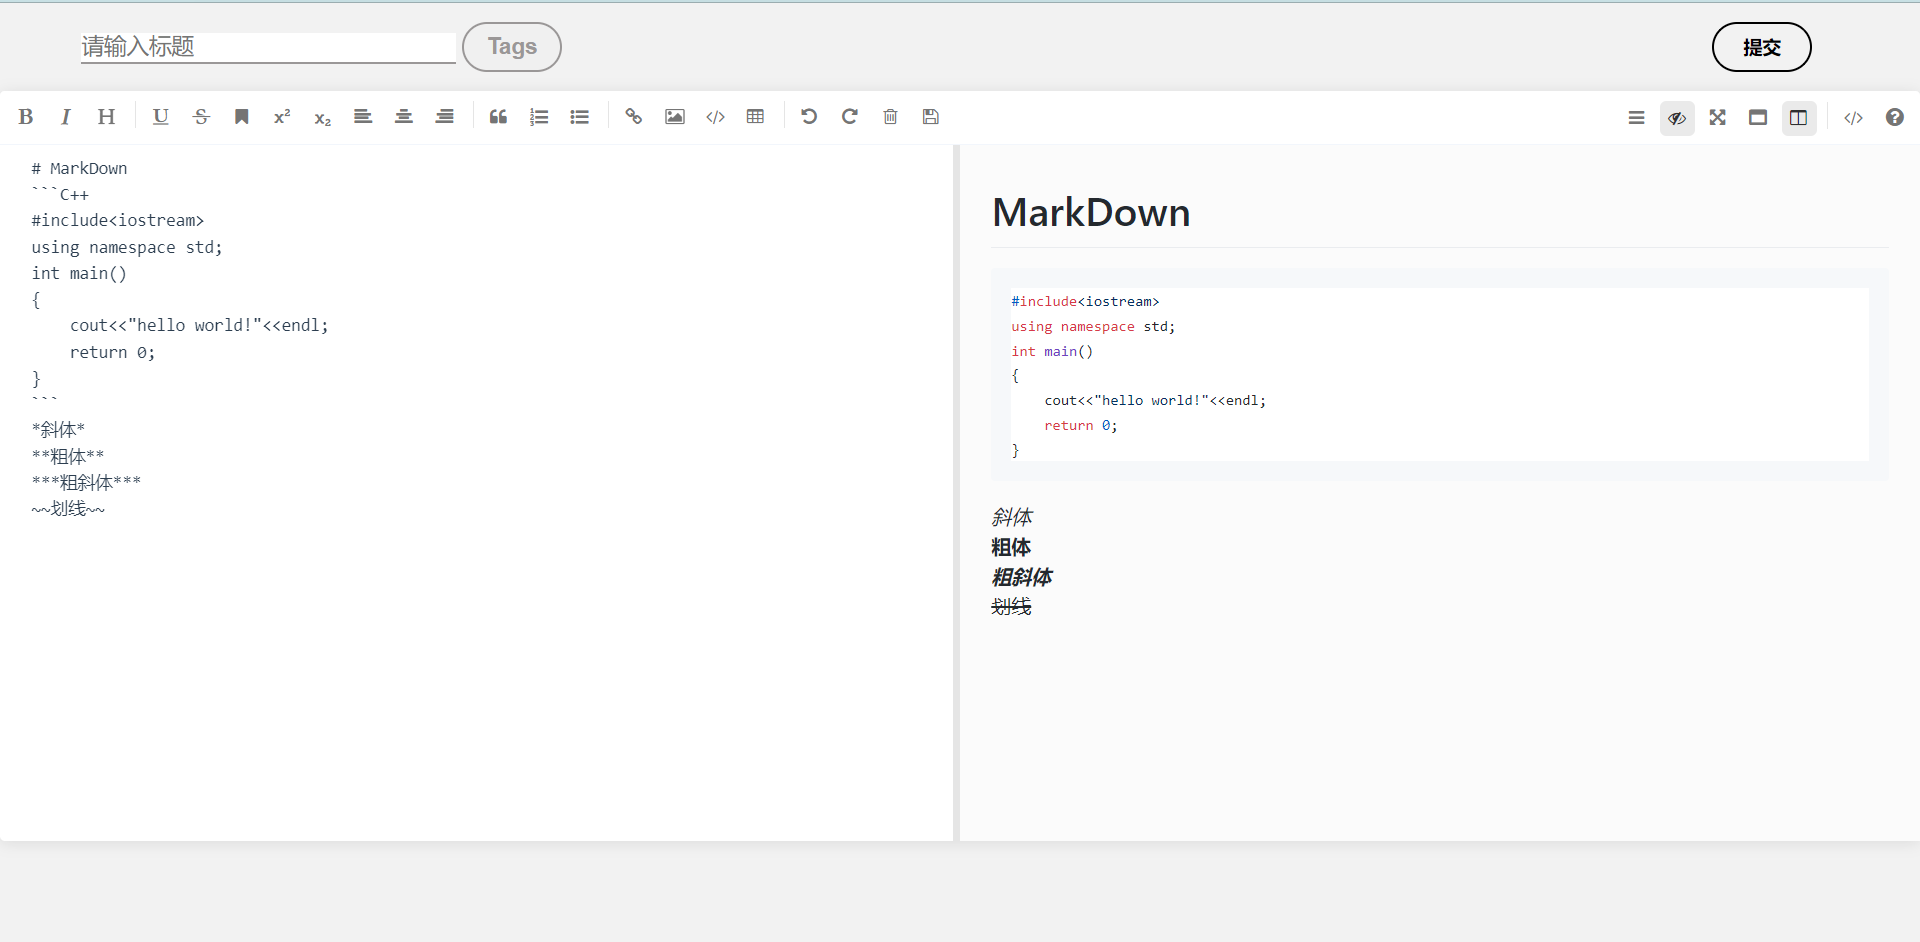 请输入标题 Tags 提交
B I H U S x² x₂
# MarkDown
```C++
#include<iostream>
using namespace std;
int main()
{
    cout<<"hello world!"<<endl;
    return 0;
}
```
*斜体*
**粗体**
***粗斜体***
~~划线~~
MarkDown
#include<iostream>
using namespace std;
int main()
{
    cout<<"hello world!"<<endl;
    return 0;
}
斜体
粗体
粗斜体
划线